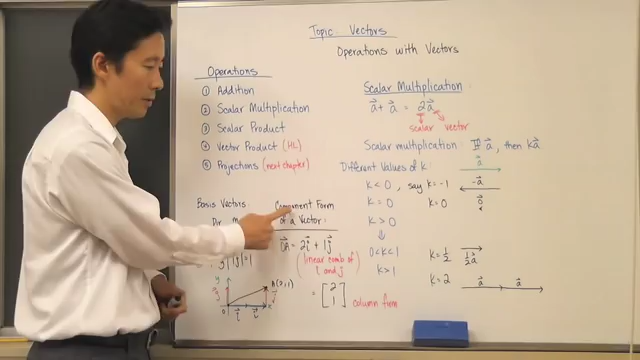 Topic: Vectors
Operations with Vectors
Operations
① Addition
② Scalar Multiplication
③ Scalar Product
④ Vector Product (HL)
⑤ Projections (next chapter)
Basis Vectors:
|j|=1
y
j
0
i
i
x
A(2,1)
Component Form
of a Vector:
O⃗A = 2i⃗ + 1j⃗
(linear comb of
i and j)
= [2
1] column form
Scalar Multiplication:
a⃗ + a⃗ = 2a⃗
scalar vector
Scalar multiplication: If a⃗, then ka⃗
Different Values of k:
a⃗
k<0, say k=-1
-a⃗
k=0 k=0
0⃗
k>0
⇓
0<k<1 k=½ ½a⃗
k>1 k=2 a⃗ a⃗